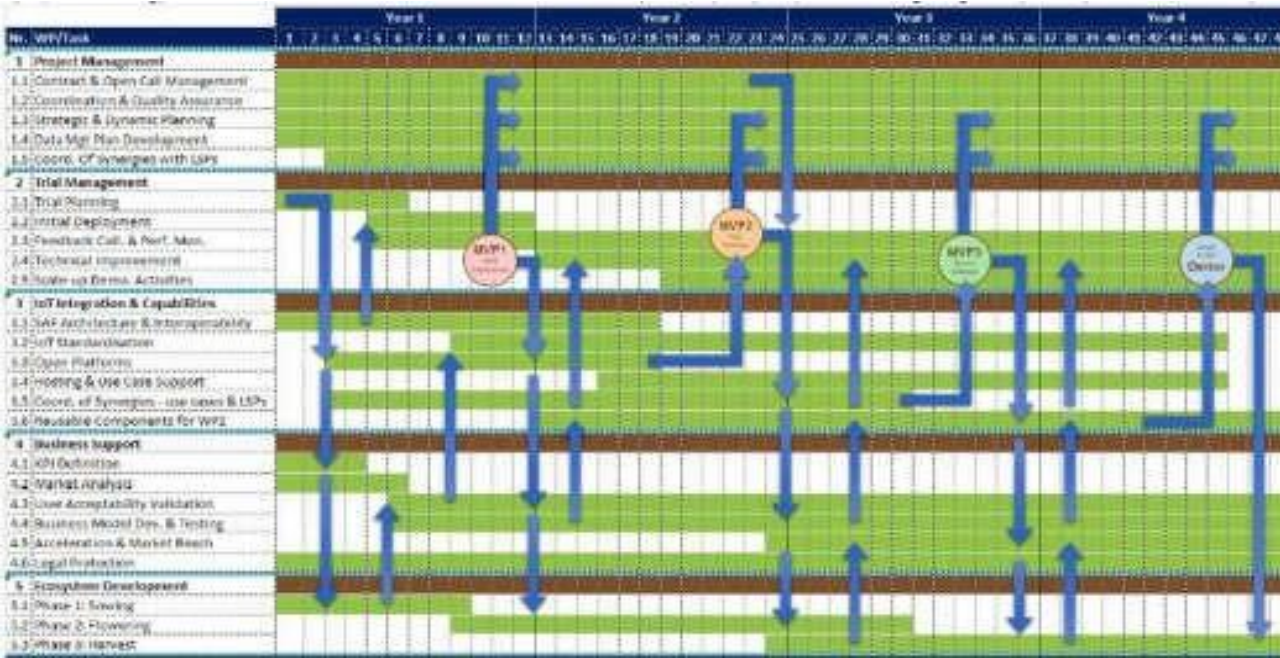 Year 1 Year 2 Year 3 Year 4
Nr. WP/Task 1 2 3 4 5 6 7 8 9 10 11 12 13 14 15 16 17 18 19 20 21 22 23 24 25 26 27 28 29 30 31 32 33 34 35 36 37 38 39 40 41 42 43 44 45 46 47
1 Project Management
1.1 Contract & Open Call Management
1.2 Coordination & Quality Assurance
1.3 Strategic & Dynamic Planning
1.4 Data Mgt Plan Development
1.5 Coord. Of Synergies with LSPs
2 Trial Management
2.1 Trial Planning
2.2 Initial Deployment
2.3 Feedback Coll. & Perf. Mon.
2.4 Technical Improvement
2.5 Scale-up Demo. Activities
MVP1
MVP2
MVP3
Demo
3 IoT Integration & Capabilities
3.1 SAF Architecture & Interoperability
3.2 IoT Standardisation
3.3 Open Platforms
3.4 Hosting & Use Case Support
3.5 Coord. of Synergies - use cases & LSPs
3.6 Reusable Components for WP2
4 Business Support
4.1 KPI Definition
4.2 Market Analysis
4.3 User Acceptability Validation
4.4 Business Model Dev. & Testing
4.5 Acceleration & Market Reach
4.6 Legal Protection
5 Ecosystem Development
5.1 Phase 1: Sowing
5.2 Phase 2: Flowering
5.3 Phase 3: Harvest